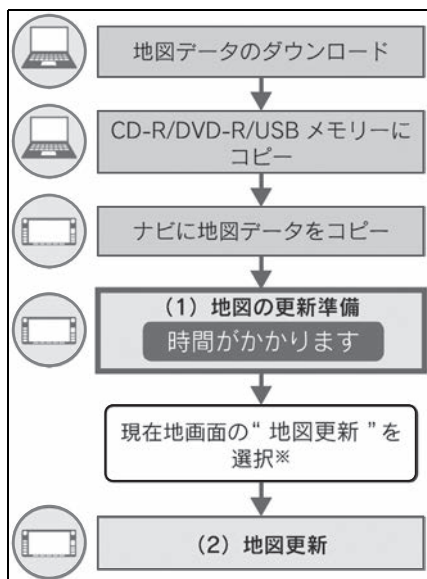 地図データのダウンロード
CD-R/DVD-R/USB メモリーに
コピー
ナビに地図データをコピー
(1) 地図の更新準備
時間がかかります
現在地画面の“ 地図更新 ”を
選択※
(2) 地図更新